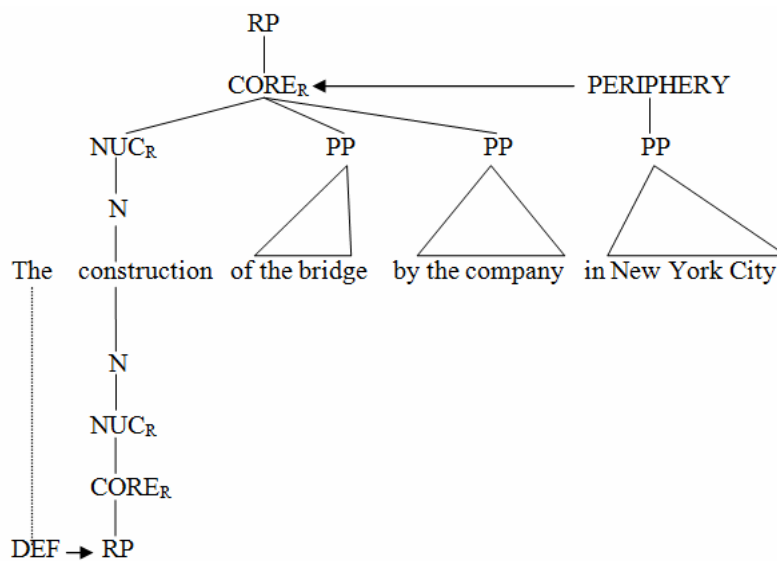 RP
CORE_R PERIPHERY
NUC_R PP PP PP
N
The construction of the bridge by the company in New York City
N
NUC_R
CORE_R
DEF RP